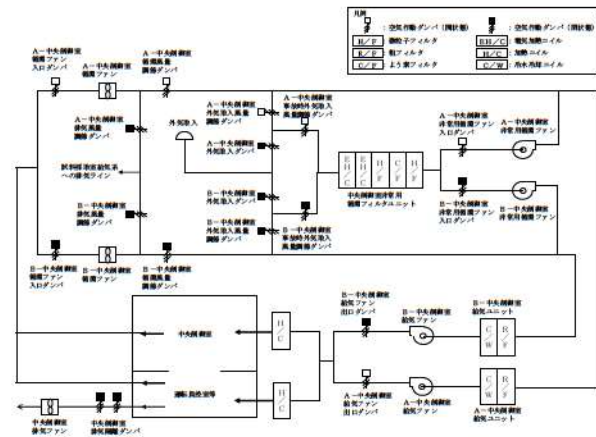 凡例
：空気作動ダンパ（開状態）
：空気作動ダンパ（閉状態）
H／F
：微粒子フィルタ
EH／C
：電気加熱コイル
R／F
：粗フィルタ
H／C
：加熱コイル
C／F
：よう素フィルタ
C／W
：冷水冷却コイル
A－中央制御室
循環ファン
入口ダンパ
A－中央制御室
循環ファン
A－中央制御室
循環風量
調節ダンパ
A－中央制御室
排気風量
調節ダンパ
外気取入
A－中央制御室
外気取入風量
調節ダンパ
A－中央制御室
外気取入ダンパ
A－中央制御室
事故時外気取入
風量調節ダンパ
A－中央制御室
非常用循環ファン
入口ダンパ
A－中央制御室
非常用循環ファン
試料採取室給気系
への排気ライン
B－中央制御室
排気風量
調節ダンパ
B－中央制御室
外気取入ダンパ
B－中央制御室
外気取入風量
調節ダンパ
B－中央制御室
事故時外気取入
風量調節ダンパ
EH／C
EH／C
H／F
C／F
H／F
中央制御室非常用
循環フィルタユニット
B－中央制御室
非常用循環ファン
入口ダンパ
B－中央制御室
非常用循環ファン
B－中央制御室
循環ファン
入口ダンパ
B－中央制御室
循環ファン
B－中央制御室
循環風量
調節ダンパ
中央制御室
H／C
B－中央制御室
給気ファン
出口ダンパ
B－中央制御室
給気ファン
B－中央制御室
給気ユニット
C／W
R／F
運転員控室等
H／C
A－中央制御室
給気ファン
出口ダンパ
A－中央制御室
給気ファン
C／W
R／F
A－中央制御室
給気ユニット
中央制御室
排気ファン
中央制御室
排気隔離ダンパ